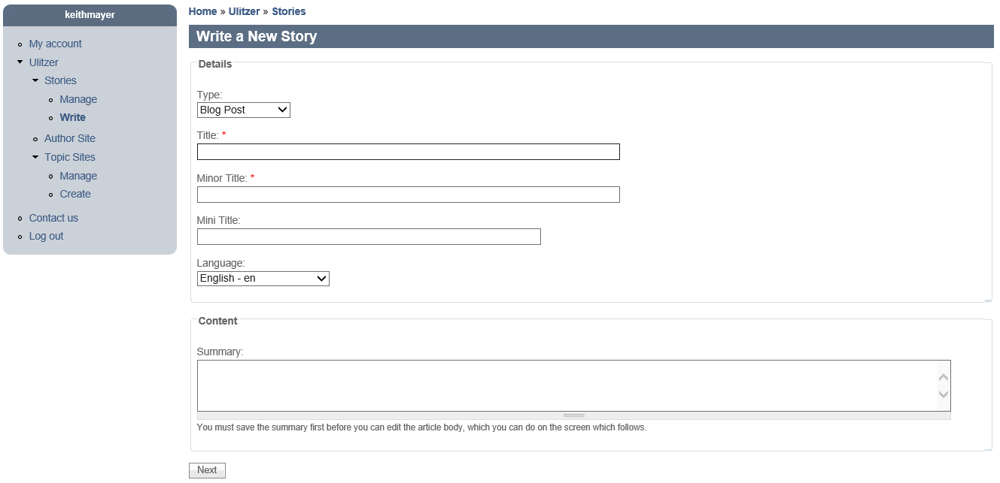 keithmayer
My account
Ulitzer
Stories
Manage
Write
Author Site
Topic Sites
Manage
Create
Contact us
Log out
Home » Ulitzer » Stories
Write a New Story
Details
Type:
Blog Post
Title: *
Minor Title: *
Mini Title:
Language:
English - en
Content
Summary:
You must save the summary first before you can edit the article body, which you can do on the screen which follows.
Next